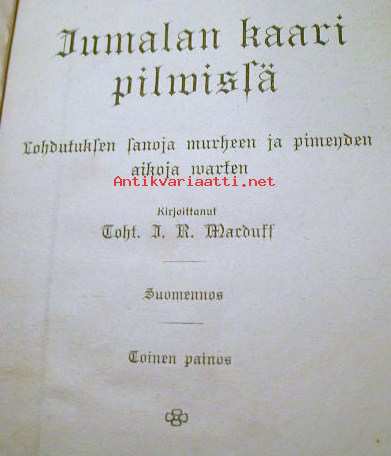 Jumalan kaari
pilwissä
Lohdutuksen sanoja murheen ja pimeyden
aikoja warten
Antikvariaatti.net
Kirjoittanut
Toht. J. R. Macduff
Suomennos
Toinen painos